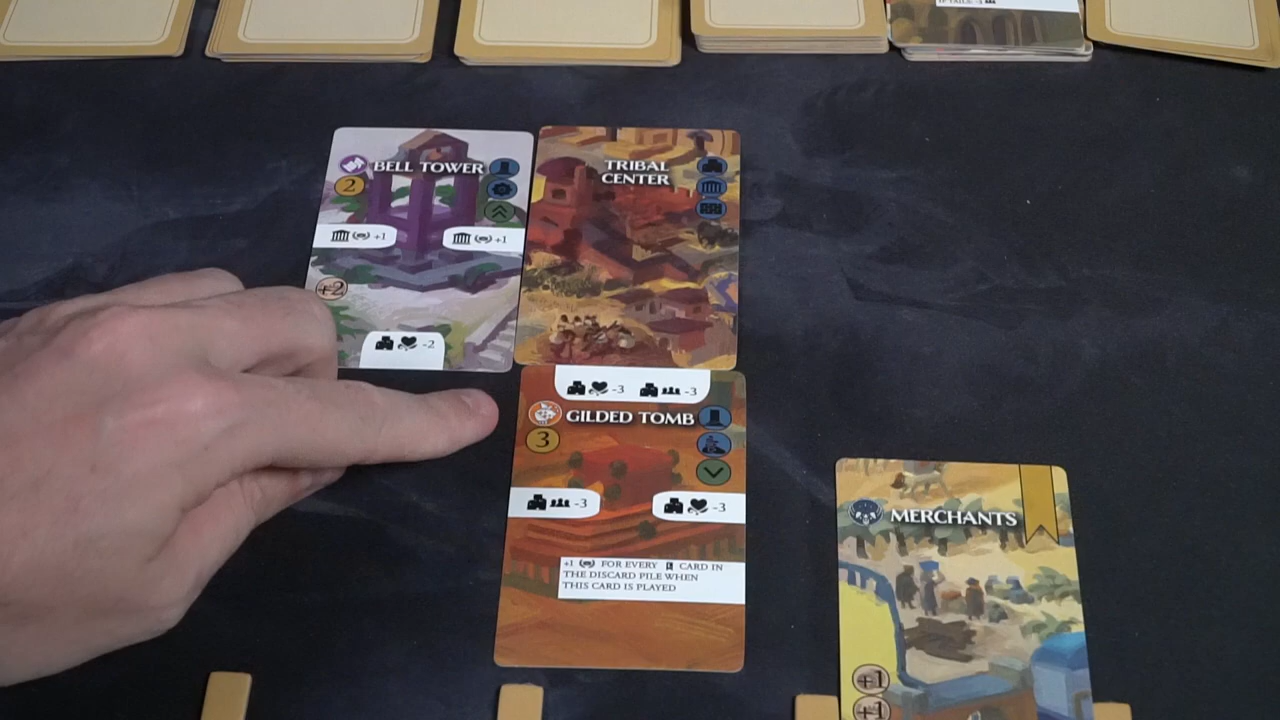 BELL TOWER
2
+1
+1
+2
-2
TRIBAL
CENTER
-3 -3
GILDED TOMB
3
-3
-3
+1 FOR EVERY CARD IN
THE DISCARD PILE WHEN
THIS CARD IS PLAYED
MERCHANTS
+1
+1